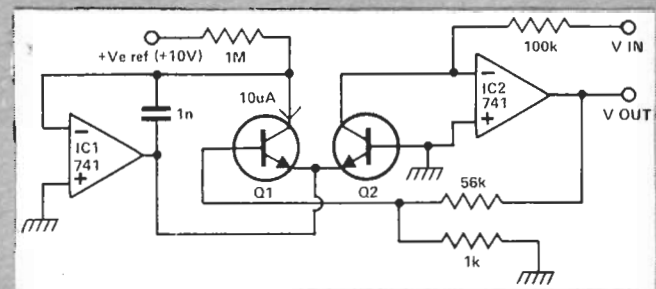 +Ve ref (+10V)
1M
100k
V IN
10uA
1n
−
IC1
741
+
−
IC2
741
+
V OUT
Q1
Q2
56k
1k